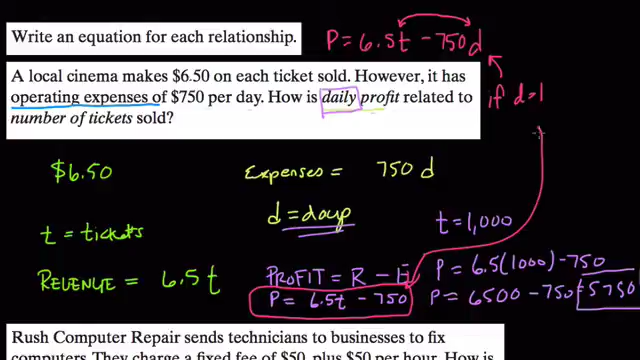 Write an equation for each relationship.
P = 6.5t - 750d
A local cinema makes $6.50 on each ticket sold. However, it has
operating expenses of $750 per day. How is daily profit related to
number of tickets sold?
if d=1
$6.50
Expenses = 750 d
d = days
t = 1,000
t = tickets
PROFIT = R - E
P = 6.5(1000) - 750
REVENUE = 6.5 t
P = 6.5t - 750
P = 6500 - 750 = 5750
Rush Computer Repair sends technicians to businesses to fix
computers. They charge a fixed fee of $50, plus $50 per hour. How is